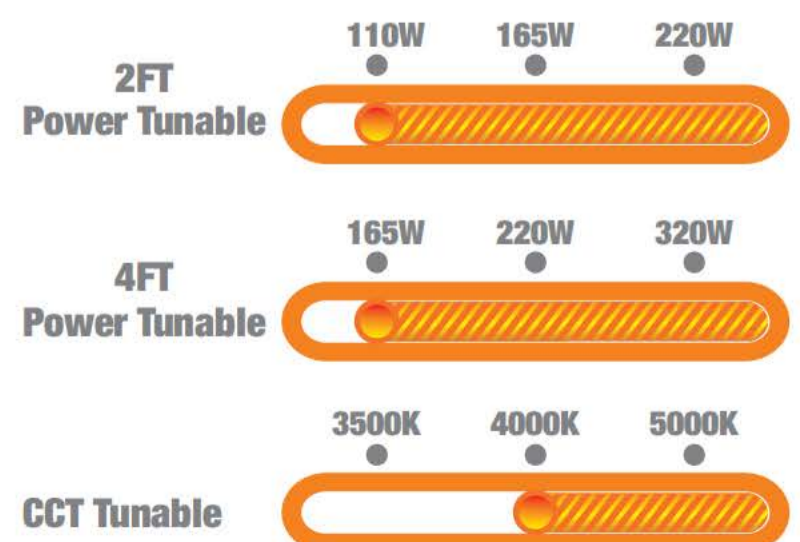 110W 165W 220W
2FT
Power Tunable
165W 220W 320W
4FT
Power Tunable
3500K 4000K 5000K
CCT Tunable